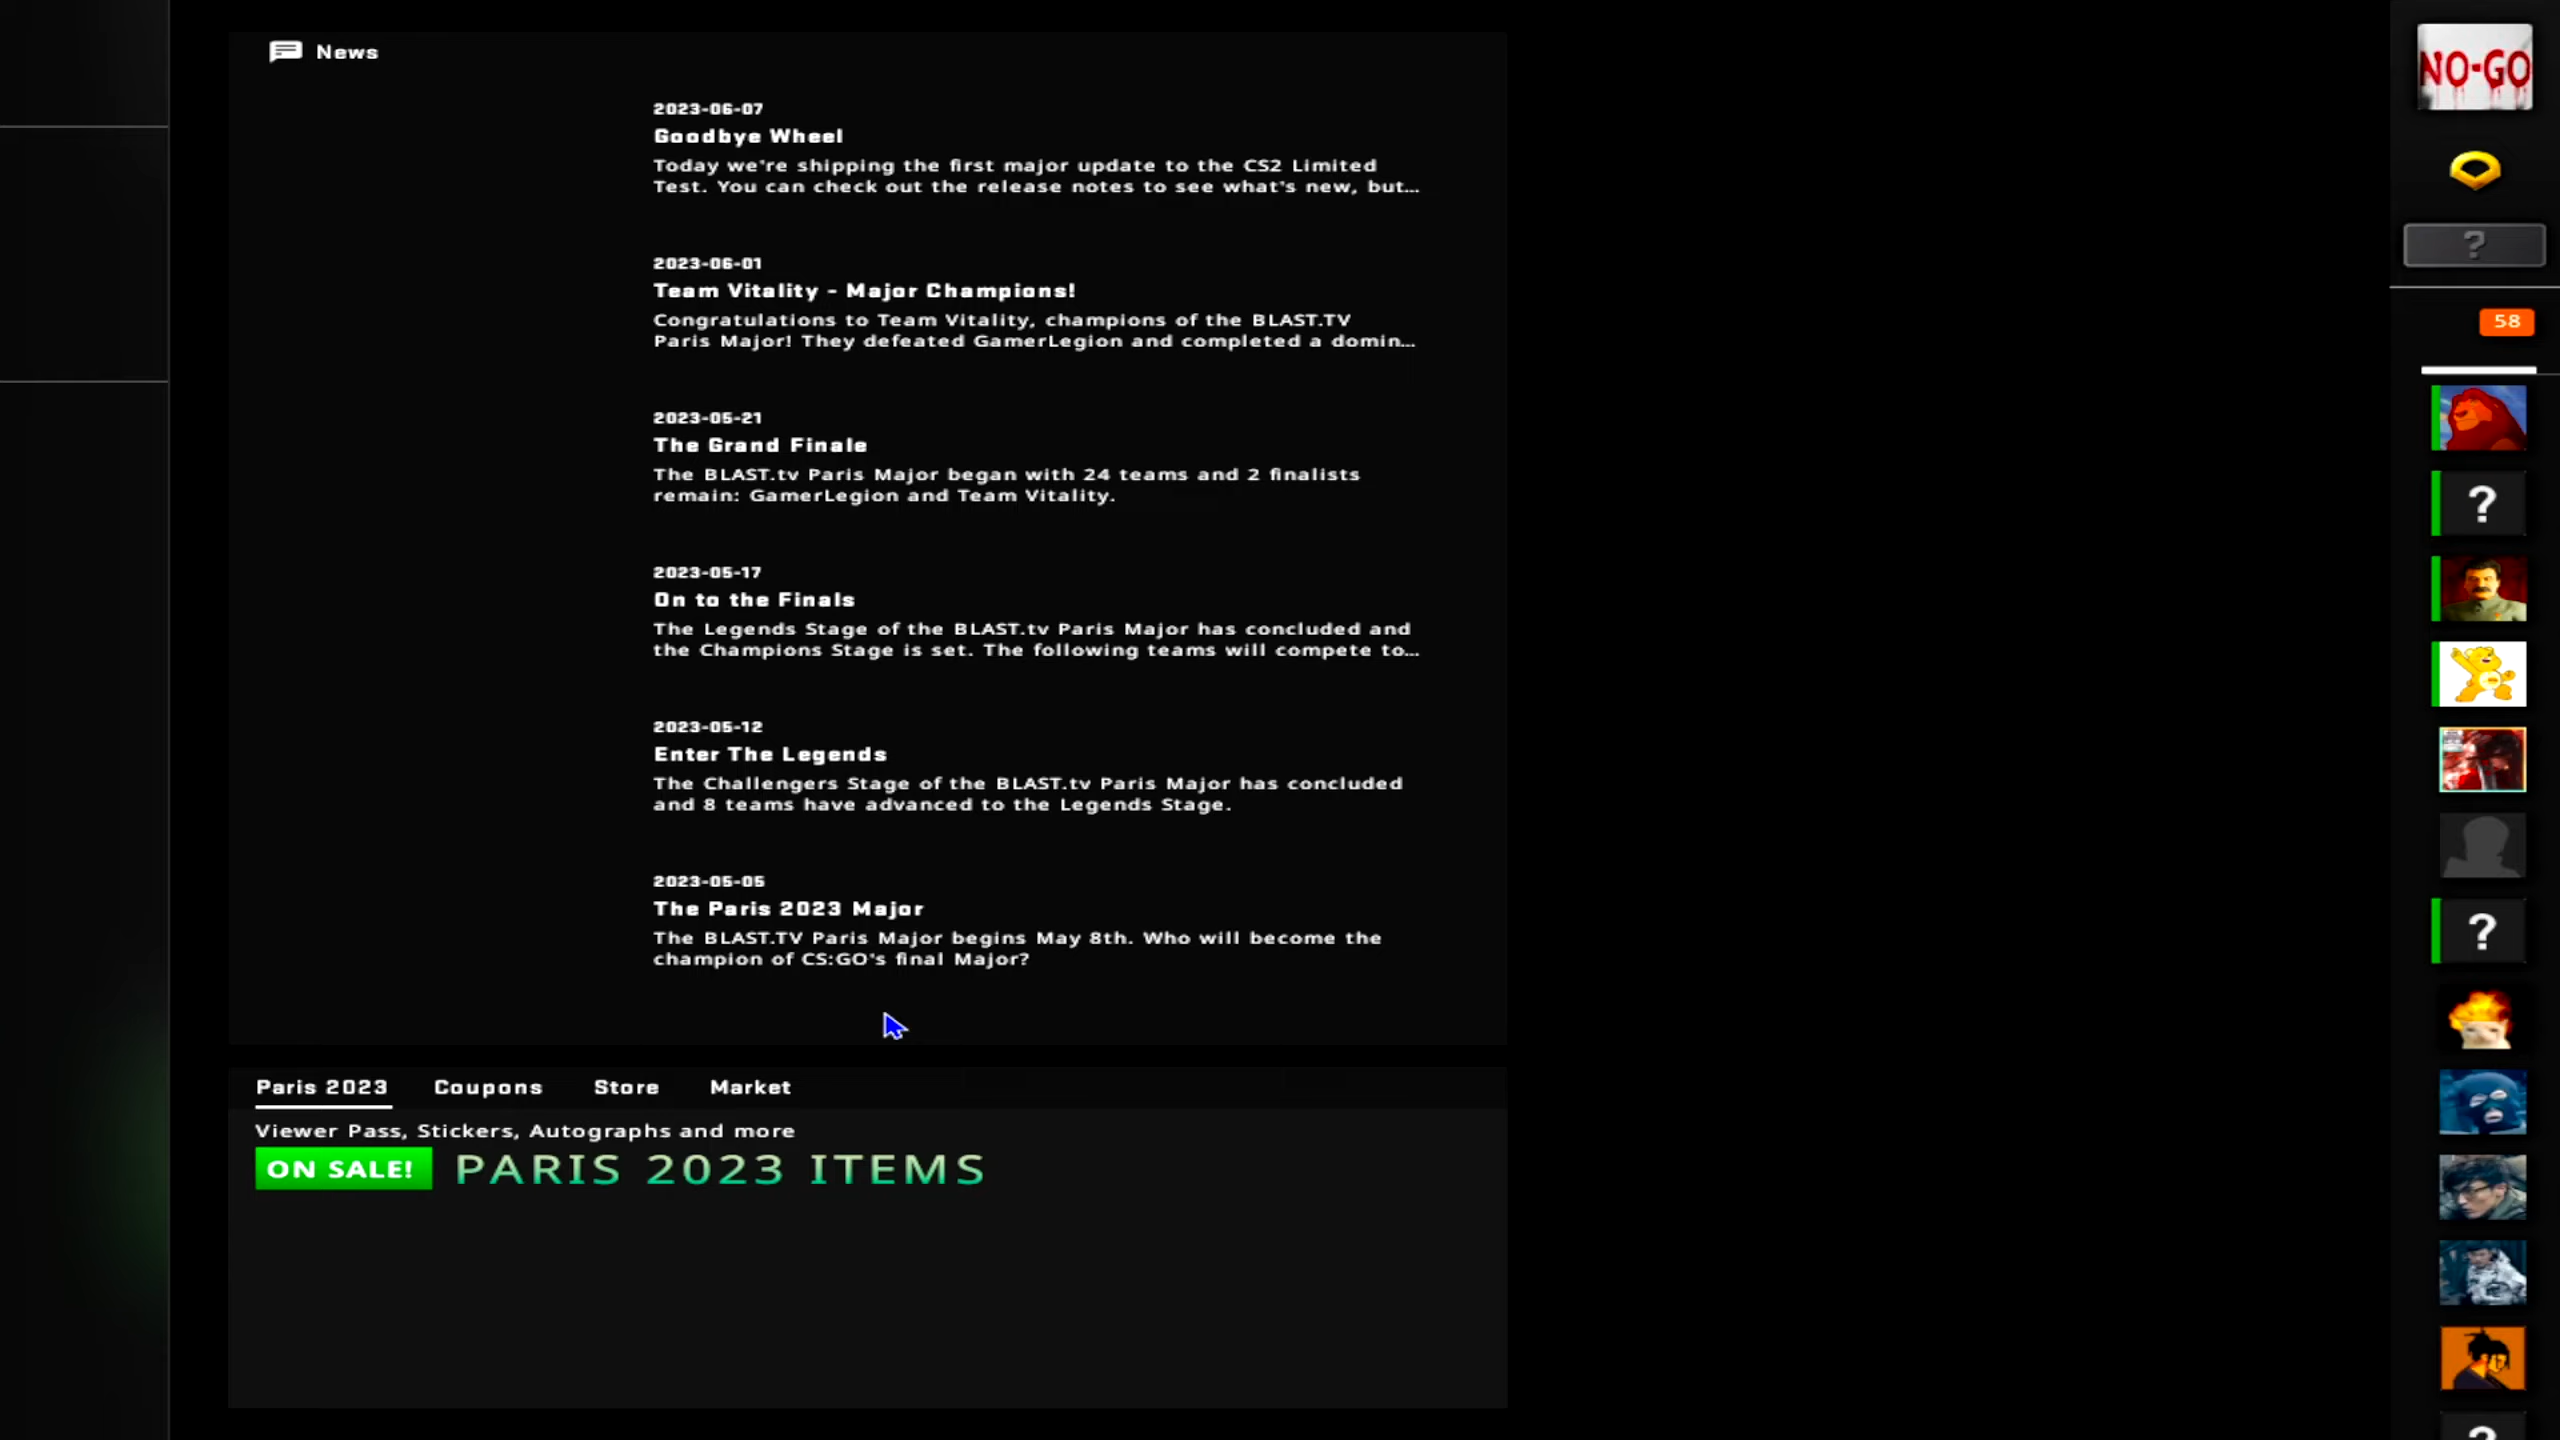 News
2023-06-07
Goodbye Wheel
Today we're shipping the first major update to the CS2 Limited
Test. You can check out the release notes to see what's new, but...
2023-06-01
Team Vitality - Major Champions!
Congratulations to Team Vitality, champions of the BLAST.TV
Paris Major! They defeated GamerLegion and completed a domin...
2023-05-21
The Grand Finale
The BLAST.tv Paris Major began with 24 teams and 2 finalists
remain: GamerLegion and Team Vitality.
2023-05-17
On to the Finals
The Legends Stage of the BLAST.tv Paris Major has concluded and
the Champions Stage is set. The following teams will compete to...
2023-05-12
Enter The Legends
The Challengers Stage of the BLAST.tv Paris Major has concluded
and 8 teams have advanced to the Legends Stage.
2023-05-05
The Paris 2023 Major
The BLAST.TV Paris Major begins May 8th. Who will become the
champion of CS:GO's final Major?
Paris 2023 Coupons Store Market
Viewer Pass, Stickers, Autographs and more
ON SALE! PARIS 2023 ITEMS
NO-GO
?
58
?
?
?